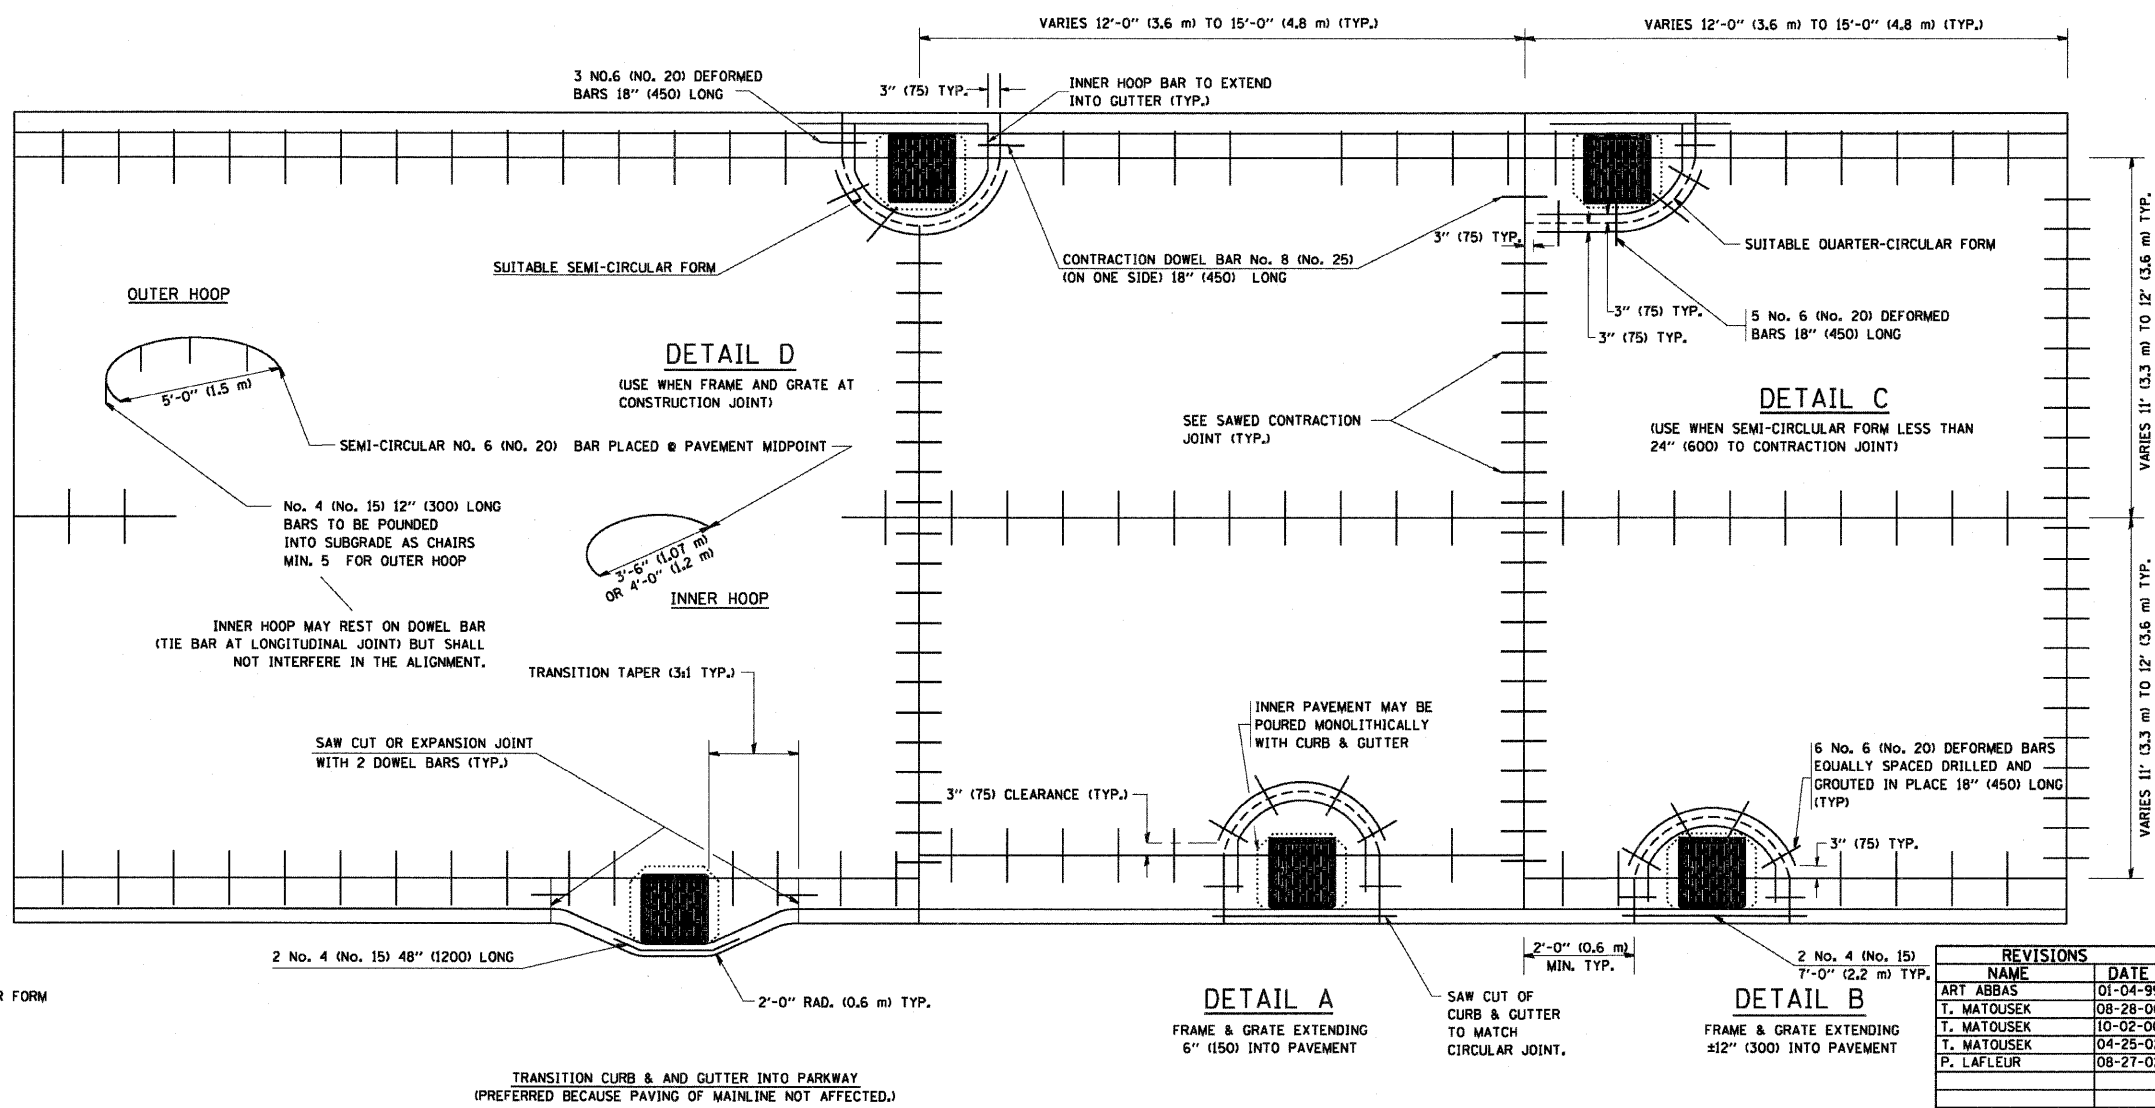 VARIES 12'-0" (3.6 m) TO 15'-0" (4.8 m) (TYP.)
VARIES 12'-0" (3.6 m) TO 15'-0" (4.8 m) (TYP.)
3 NO.6 (NO. 20) DEFORMED
BARS 18" (450) LONG
3" (75) TYP.
INNER HOOP BAR TO EXTEND
INTO GUTTER (TYP.)
SUITABLE SEMI-CIRCULAR FORM
CONTRACTION DOWEL BAR No. 8 (No. 25)
(ON ONE SIDE) 18" (450) LONG
3" (75) TYP.
SUITABLE QUARTER-CIRCULAR FORM
3" (75) TYP.
3" (75) TYP.
5 No. 6 (No. 20) DEFORMED
BARS 18" (450) LONG
VARIES 11' (3.3 m) TO 12' (3.6 m) TYP.
OUTER HOOP
5'-0" (1.5 m)
DETAIL D
(USE WHEN FRAME AND GRATE AT
CONSTRUCTION JOINT)
SEMI-CIRCULAR NO. 6 (NO. 20) BAR PLACED @ PAVEMENT MIDPOINT
SEE SAWED CONTRACTION
JOINT (TYP.)
DETAIL C
(USE WHEN SEMI-CIRCLULAR FORM LESS THAN
24" (600) TO CONTRACTION JOINT)
No. 4 (No. 15) 12" (300) LONG
BARS TO BE POUNDED
INTO SUBGRADE AS CHAIRS
MIN. 5 FOR OUTER HOOP
3'-6" (1.07 m)
OR 4'-0" (1.2 m)
INNER HOOP
INNER HOOP MAY REST ON DOWEL BAR
(TIE BAR AT LONGITUDINAL JOINT) BUT SHALL
NOT INTERFERE IN THE ALIGNMENT.
TRANSITION TAPER (3:1 TYP.)
SAW CUT OR EXPANSION JOINT
WITH 2 DOWEL BARS (TYP.)
INNER PAVEMENT MAY BE
POURED MONOLITHICALLY
WITH CURB & GUTTER
3" (75) CLEARANCE (TYP.)
6 No. 6 (No. 20) DEFORMED BARS
EQUALLY SPACED DRILLED AND
GROUTED IN PLACE 18" (450) LONG
(TYP)
3" (75) TYP.
VARIES 11' (3.3 m) TO 12' (3.6 m) TYP.
2 No. 4 (No. 15) 48" (1200) LONG
2'-0" RAD. (0.6 m) TYP.
2'-0" (0.6 m)
MIN. TYP.
2 No. 4 (No. 15)
7'-0" (2.2 m) TYP.
FORM
DETAIL A
FRAME & GRATE EXTENDING
6" (150) INTO PAVEMENT
SAW CUT OF
CURB & GUTTER
TO MATCH
CIRCULAR JOINT.
DETAIL B
FRAME & GRATE EXTENDING
±12" (300) INTO PAVEMENT
TRANSITION CURB & AND GUTTER INTO PARKWAY
(PREFERRED BECAUSE PAVING OF MAINLINE NOT AFFECTED.)
REVISIONS
NAME DATE
ART ABBAS
T. MATOUSEK
T. MATOUSEK
T. MATOUSEK
P. LAFLEUR